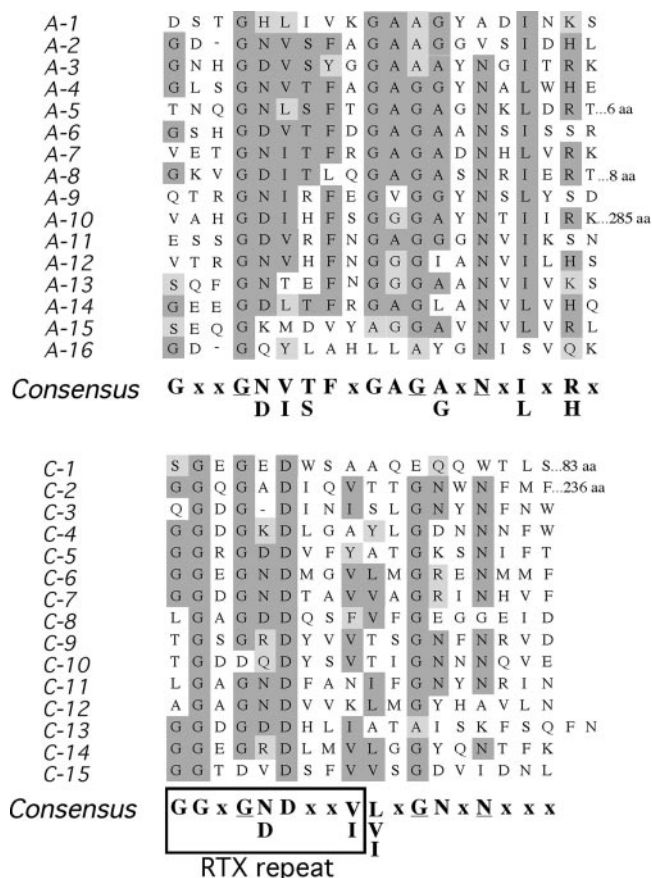 A-1 D S T G H L I V K G A A G Y A D I N K S
A-2 G D - G N V S F A G A A G G V S I D H L
A-3 G N H G D V S Y G G A A A Y N G I T R K
A-4 G L S G N V T F A G A G G Y N A L W H E
A-5 T N Q G N L S F T G A G A G N K L D R T...6 aa
A-6 G S H G D V T F D G A G A A N S I S S R
A-7 V E T G N I T F R G A G A D N H L V R K
A-8 G K V G D I T L Q G A G A S N R I E R T...8 aa
A-9 Q T R G N I R F E G V G G Y N S L Y S D
A-10 V A H G D I H F S G G G A Y N T I I R K...285 aa
A-11 E S S G D V R F N G A G G G N V I K S N
A-12 V T R G N V H F N G G G I A N V I L H S
A-13 S Q F G N T E F N G G G A A N V I V K S
A-14 G E E G D L T F R G A G L A N V L V H Q
A-15 S E Q G K M D V Y A G G A V N V L V R L
A-16 G D - G Q Y L A H L L A Y G N I S V Q K
Consensus G x x G N V T F x G A G A x N x I x R x
D I S G L H
C-1 S G E G E D W S A A Q E Q Q W T L S...83 aa
C-2 G G Q G A D I Q V T T G N W N F M F...236 aa
C-3 Q G D G - D I N I S L G N Y N F N W
C-4 G G D G K D L G A Y L G D N N N F W
C-5 G G R G D D V F Y A T G K S N I F T
C-6 G G E G N D M G V L M G R E N M M F
C-7 G G D G N D T A V V A G R I N H V F
C-8 L G A G D D Q S F V F G E G G E I D
C-9 T G S G R D Y V V T S G N F N R V D
C-10 T G D D Q D Y S V T I G N N N Q V E
C-11 L G A G N D F A N I F G N Y N R I N
C-12 A G A G N D V V K L M G Y H A V L N
C-13 G G D G D D H L I A T A I S K F S Q F N
C-14 G G E G R D L M V L G G Y Q N T F K
C-15 G G T D V D S F V V S G D V I D N L
Consensus G G x G N D x x V L x G N x N x x x
D I V
I
RTX repeat